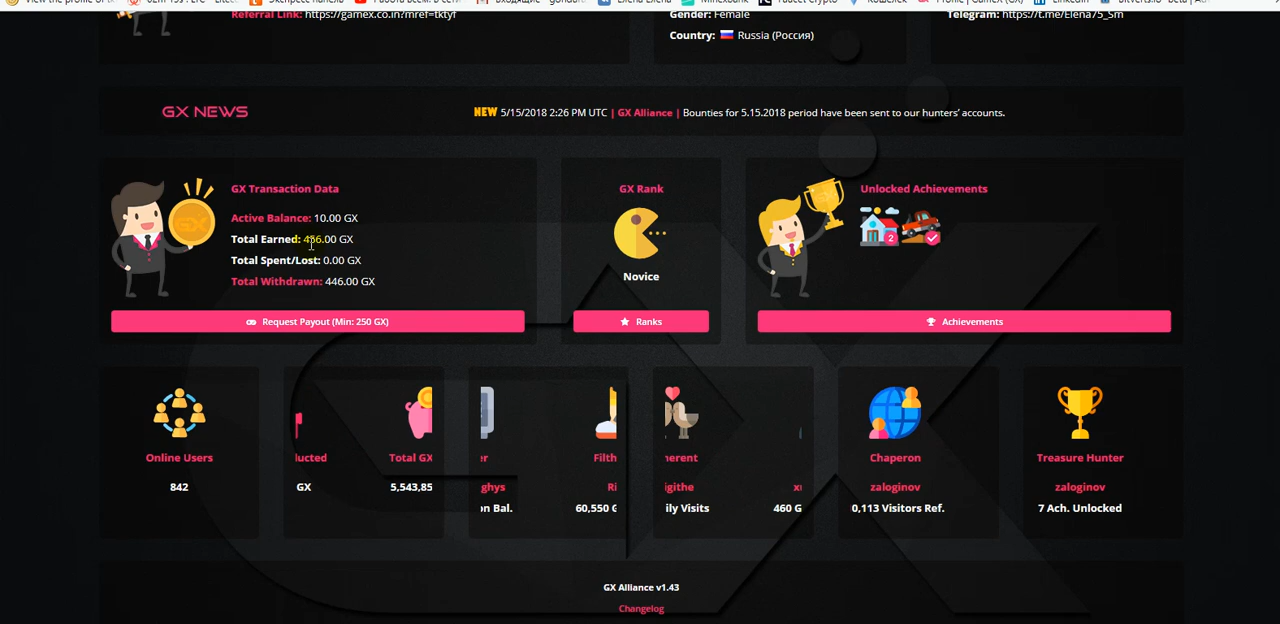 Referral Link: https://gamex.co.in?mref=tktyf
Gender: Female
Country: Russia (Россия)
Telegram: https://t.me/Elena75_Sm
GX NEWS
NEW 5/15/2018 2:26 PM UTC | GX Alliance | Bounties for 5.15.2018 period have been sent to our hunters' accounts.
GX Transaction Data
Active Balance: 10.00 GX
Total Earned: 456.00 GX
Total Spent/Lost: 0.00 GX
Total Withdrawn: 446.00 GX
Request Payout (Min: 250 GX)
GX Rank
Novice
Ranks
Unlocked Achievements
2
Achievements
Online Users
842
lucted
GX
Total GX
5,543,85
er
ghys
on Bal.
Filth
Ri
60,550 G
herent
igithe
ily Visits
460 G
Chaperon
zaloginov
0,113 Visitors Ref.
Treasure Hunter
zaloginov
7 Ach. Unlocked
GX Alliance v1.43
Changelog